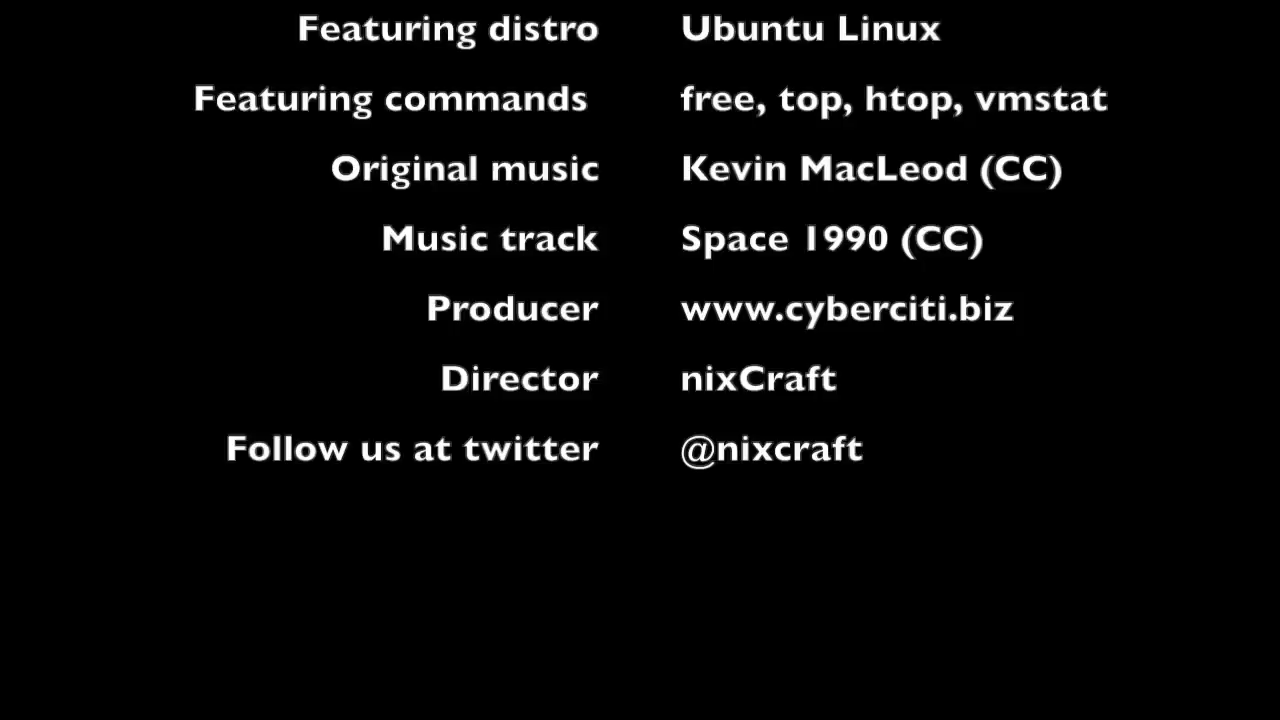 Featuring distro Ubuntu Linux
Featuring commands free, top, htop, vmstat
Original music Kevin MacLeod (CC)
Music track Space 1990 (CC)
Producer www.cyberciti.biz
Director nixCraft
Follow us at twitter @nixcraft